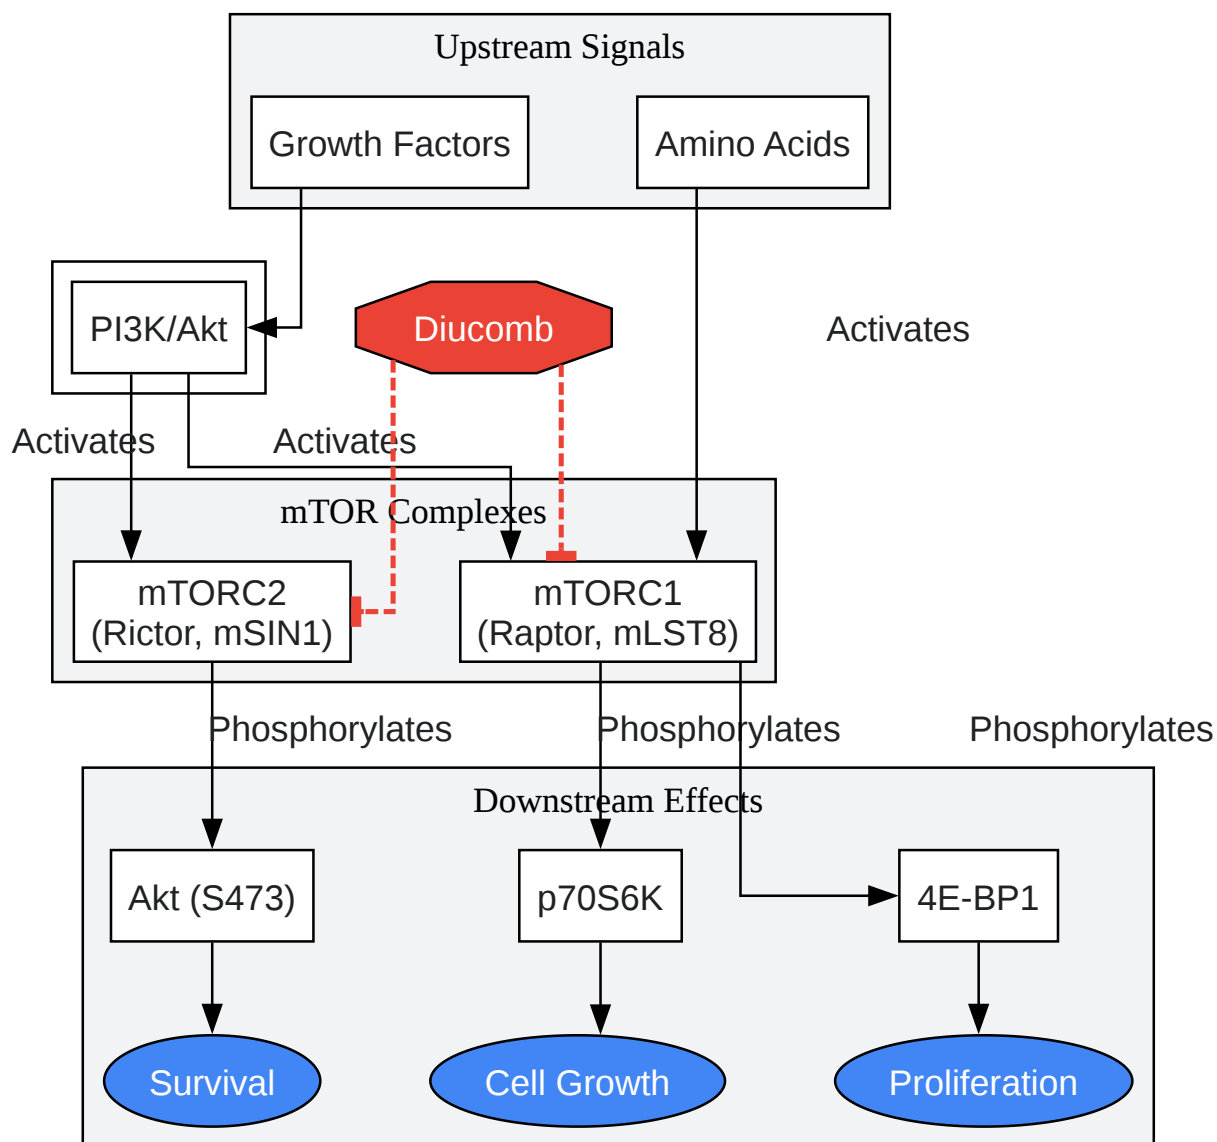 Upstream Signals
Growth Factors
Amino Acids
PI3K/Akt
Diucomb
Activates
Activates
Activates
mTOR Complexes
mTORC2
(Rictor, mSIN1)
mTORC1
(Raptor, mLST8)
Phosphorylates
Phosphorylates
Phosphorylates
Downstream Effects
Akt (S473)
p70S6K
4E-BP1
Survival
Cell Growth
Proliferation